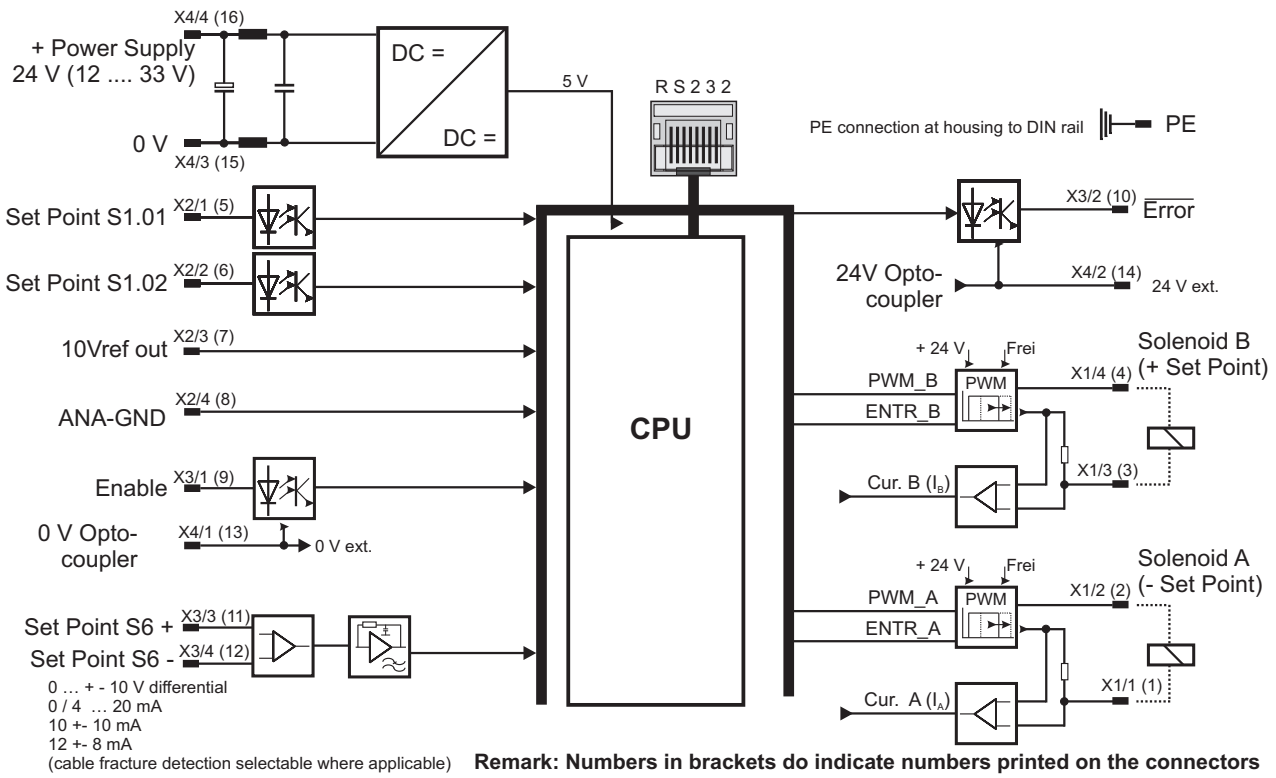 X4/4 (16)
+ Power Supply
24 V (12 .... 33 V)
0 V
X4/3 (15)
DC =
DC =
5 V
R S 2 3 2
PE connection at housing to DIN rail
PE
Set Point S1.01
X2/1 (5)
Set Point S1.02
X2/2 (6)
10Vref out
X2/3 (7)
ANA-GND
X2/4 (8)
Enable
X3/1 (9)
0 V Opto-
coupler
X4/1 (13)
0 V ext.
Set Point S6 +
X3/3 (11)
Set Point S6 -
X3/4 (12)
0 ... + - 10 V differential
0 / 4 ... 20 mA
10 +- 10 mA
12 +- 8 mA
(cable fracture detection selectable where applicable)
CPU
X3/2 (10)
Error
24V Opto-
coupler
X4/2 (14)
24 V ext.
+ 24 V
Frei
PWM_B
ENTR_B
PWM
X1/4 (4)
Solenoid B
(+ Set Point)
Cur. B (I_B)
X1/3 (3)
+ 24 V
Frei
PWM_A
ENTR_A
PWM
X1/2 (2)
Solenoid A
(- Set Point)
Cur. A (I_A)
X1/1 (1)
Remark: Numbers in brackets do indicate numbers printed on the connectors